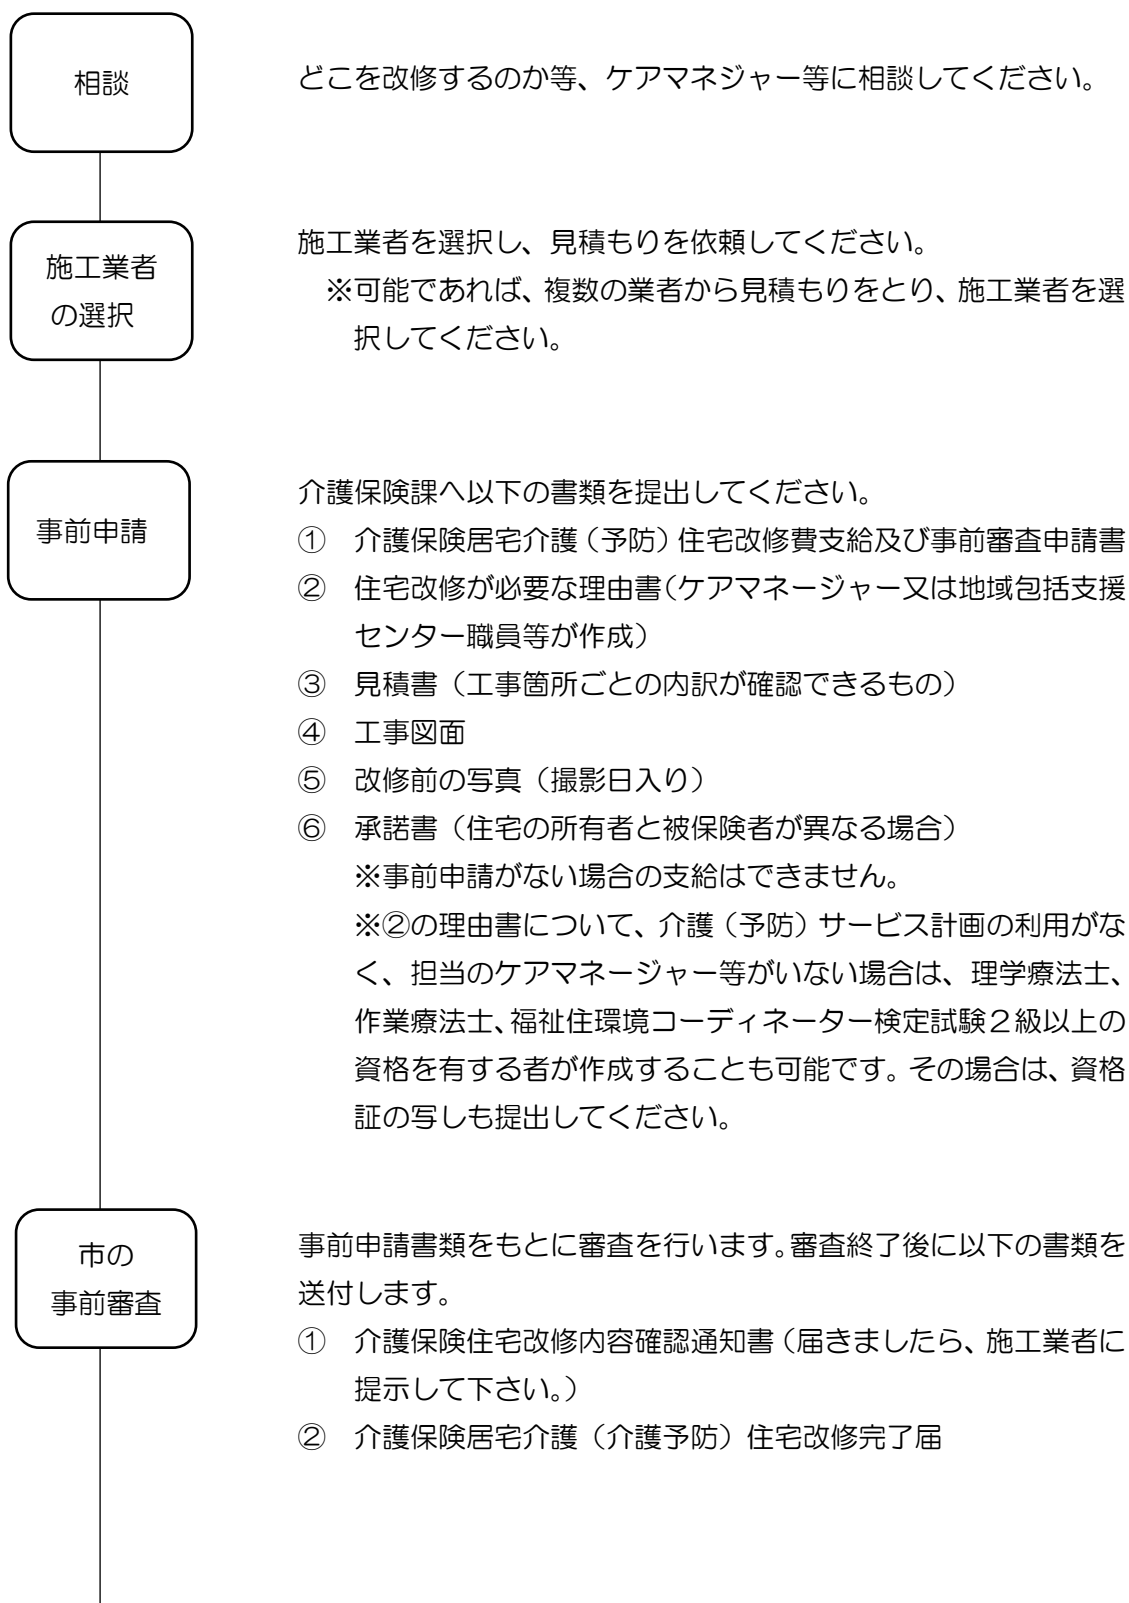 相談
どこを改修するのか等、ケアマネジャー等に相談してください。
施工業者
の選択
施工業者を選択し、見積もりを依頼してください。
※可能であれば、複数の業者から見積もりをとり、施工業者を選
択してください。
事前申請
介護保険課へ以下の書類を提出してください。
① 介護保険居宅介護（予防）住宅改修費支給及び事前審査申請書
② 住宅改修が必要な理由書（ケアマネージャー又は地域包括支援
センター職員等が作成）
③ 見積書（工事箇所ごとの内訳が確認できるもの）
④ 工事図面
⑤ 改修前の写真（撮影日入り）
⑥ 承諾書（住宅の所有者と被保険者が異なる場合）
※事前申請がない場合の支給はできません。
※②の理由書について、介護（予防）サービス計画の利用がな
く、担当のケアマネージャー等がいない場合は、理学療法士、
作業療法士、福祉住環境コーディネーター検定試験２級以上の
資格を有する者が作成することも可能です。その場合は、資格
証の写しも提出してください。
市の
事前審査
事前申請書類をもとに審査を行います。審査終了後に以下の書類を
送付します。
① 介護保険住宅改修内容確認通知書（届きましたら、施工業者に
提示して下さい。）
② 介護保険居宅介護（介護予防）住宅改修完了届